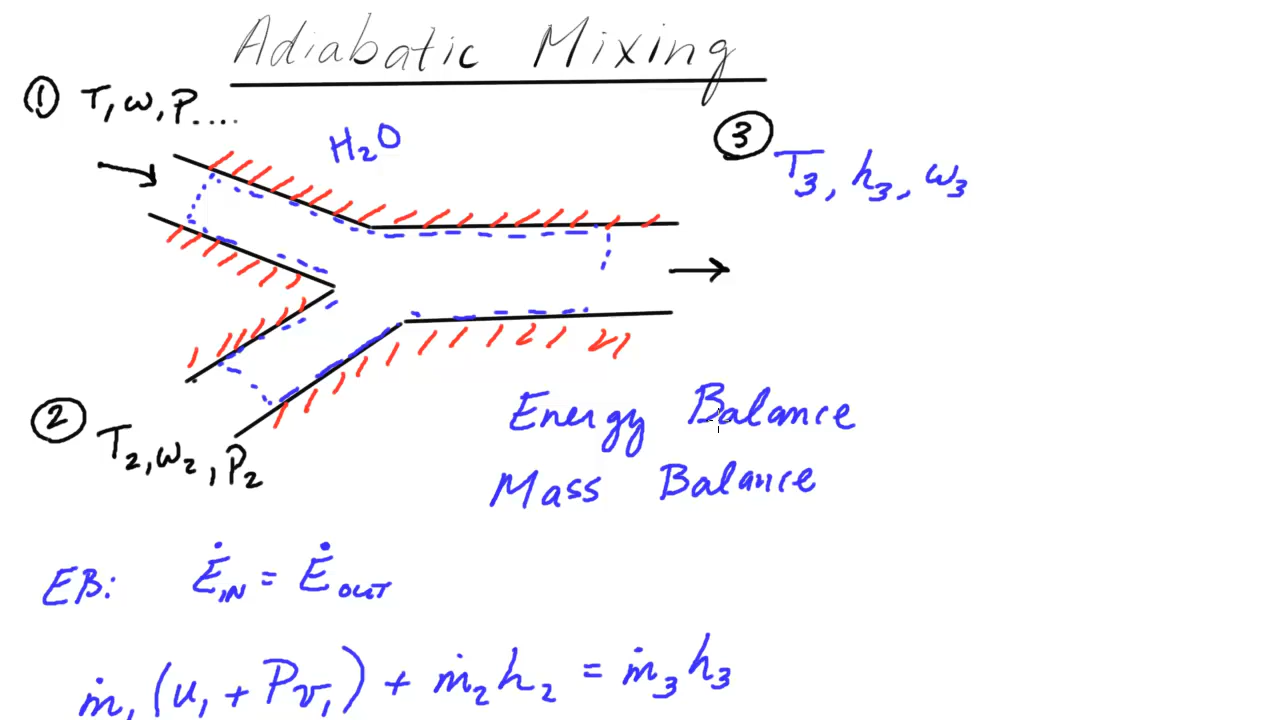 Adiabatic Mixing
① T, ω, P....
H₂O
③ T₃, h₃, ω₃
② T₂, ω₂, P₂
Energy Balance
Mass Balance
EB: Ė_IN = Ė_OUT
ṁ₁(u₁ + Pv₁) + ṁ₂h₂ = ṁ₃h₃